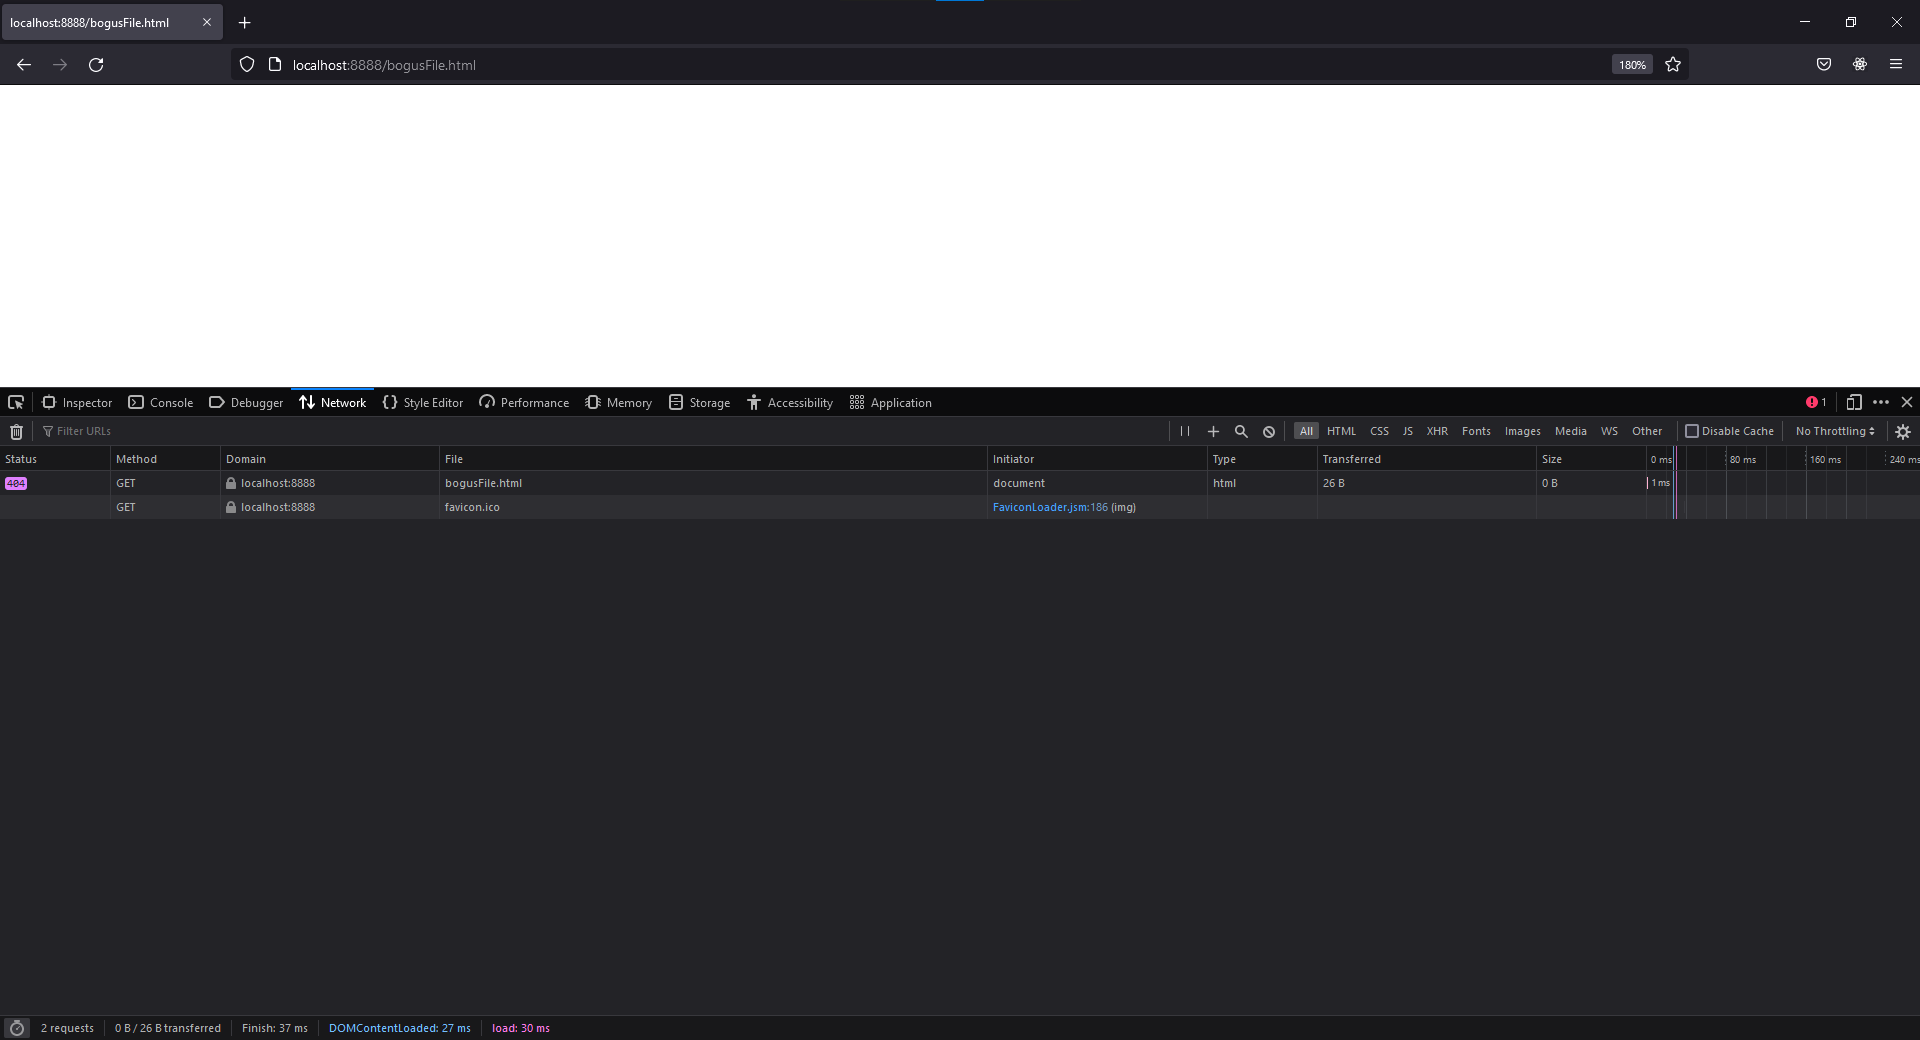 localhost:8888/bogusFile.html
localhost:8888/bogusFile.html 180%
Inspector Console Debugger Network Style Editor Performance Memory Storage Accessibility Application 1
Filter URLs All HTML CSS JS XHR Fonts Images Media WS Other Disable Cache No Throttling
Status Method Domain File Initiator Type Transferred Size 0 ms 80 ms 160 ms 240 ms
404 GET localhost:8888 bogusFile.html document html 26 B 0 B 1 ms
GET localhost:8888 favicon.ico FaviconLoader.jsm:186 (img)
2 requests 0 B / 26 B transferred Finish: 37 ms DOMContentLoaded: 27 ms load: 30 ms